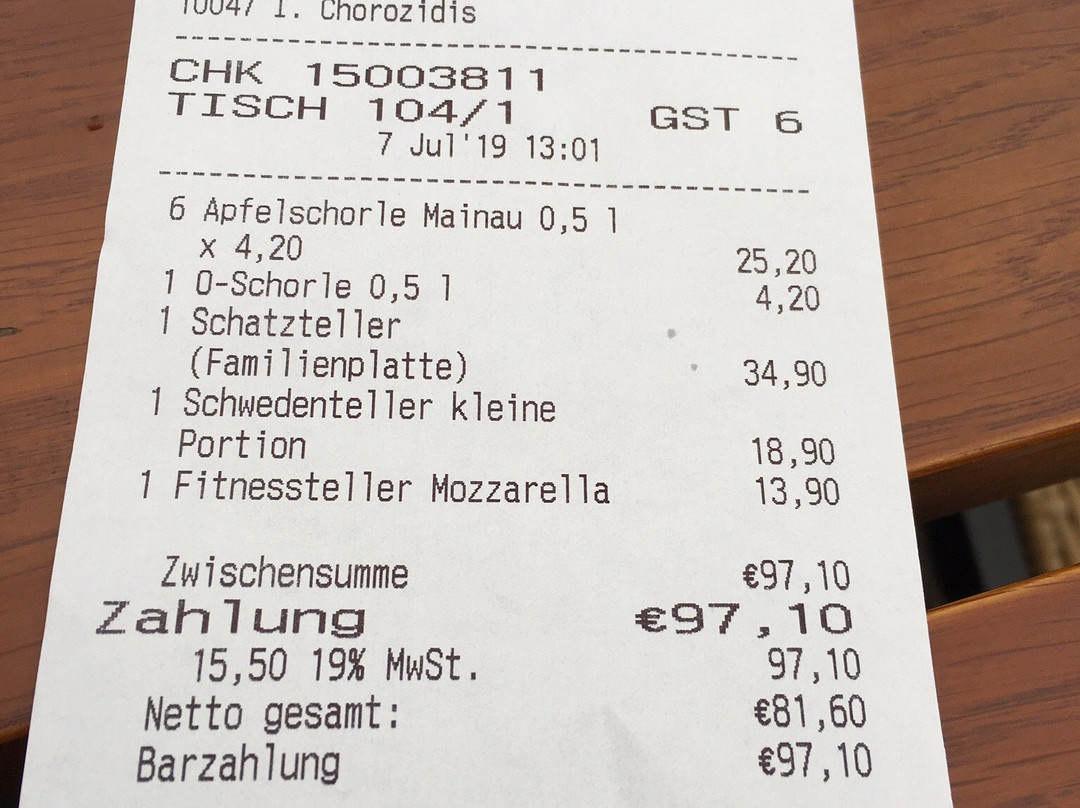 10047 I. Chorozidis
CHK 15003811
TISCH 104/1 GST 6
7 Jul'19 13:01
6 Apfelschorle Mainau 0,5 l
x 4,20 25,20
1 O-Schorle 0,5 l 4,20
1 Schatzteller
(Familienplatte) 34,90
1 Schwedenteller kleine
Portion 18,90
1 Fitnessteller Mozzarella 13,90
Zwischensumme €97,10
Zahlung €97,10
15,50 19% MwSt. 97,10
Netto gesamt: €81,60
Barzahlung €97,10